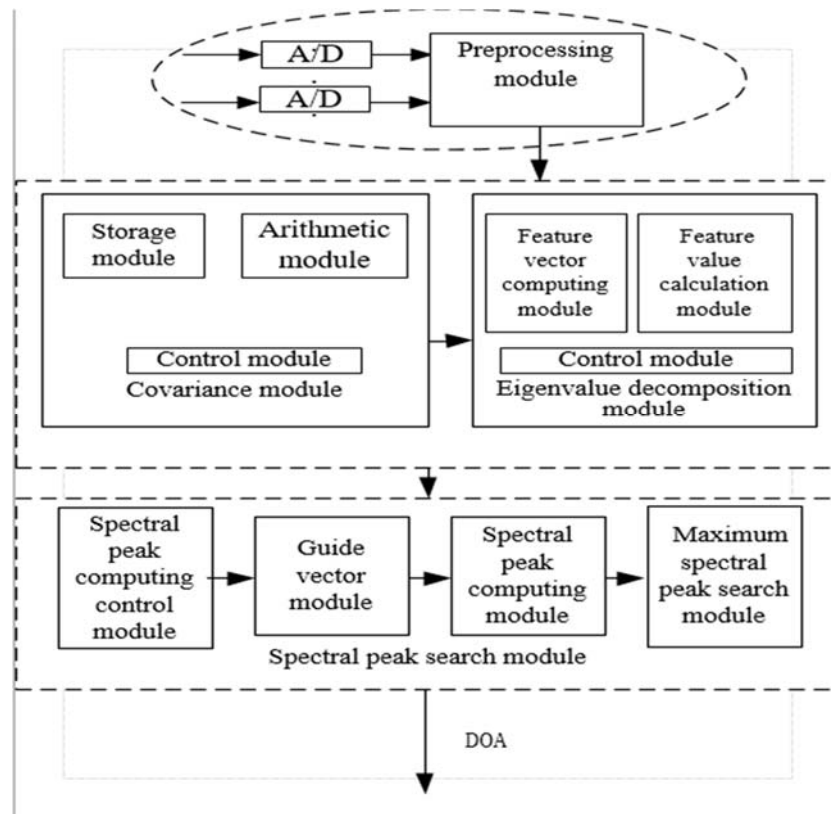 A/D
A/D
Preprocessing
module
Storage
module
Arithmetic
module
Control module
Covariance module
Feature
vector
computing
module
Feature
value
calculation
module
Control module
Eigenvalue decomposition
module
Spectral
peak
computing
control
module
Guide
vector
module
Spectral
peak
computing
module
Maximum
spectral
peak search
module
Spectral peak search module
DOA